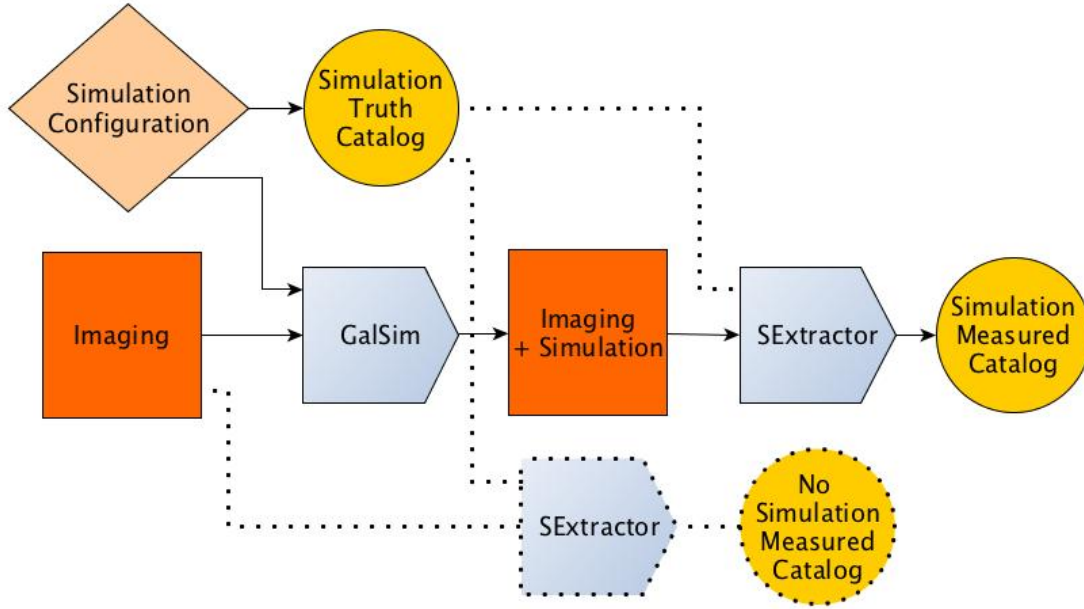 Simulation
Configuration
Simulation
Truth
Catalog
Imaging
GalSim
Imaging
+ Simulation
SExtractor
Simulation
Measured
Catalog
SExtractor
No
Simulation
Measured
Catalog